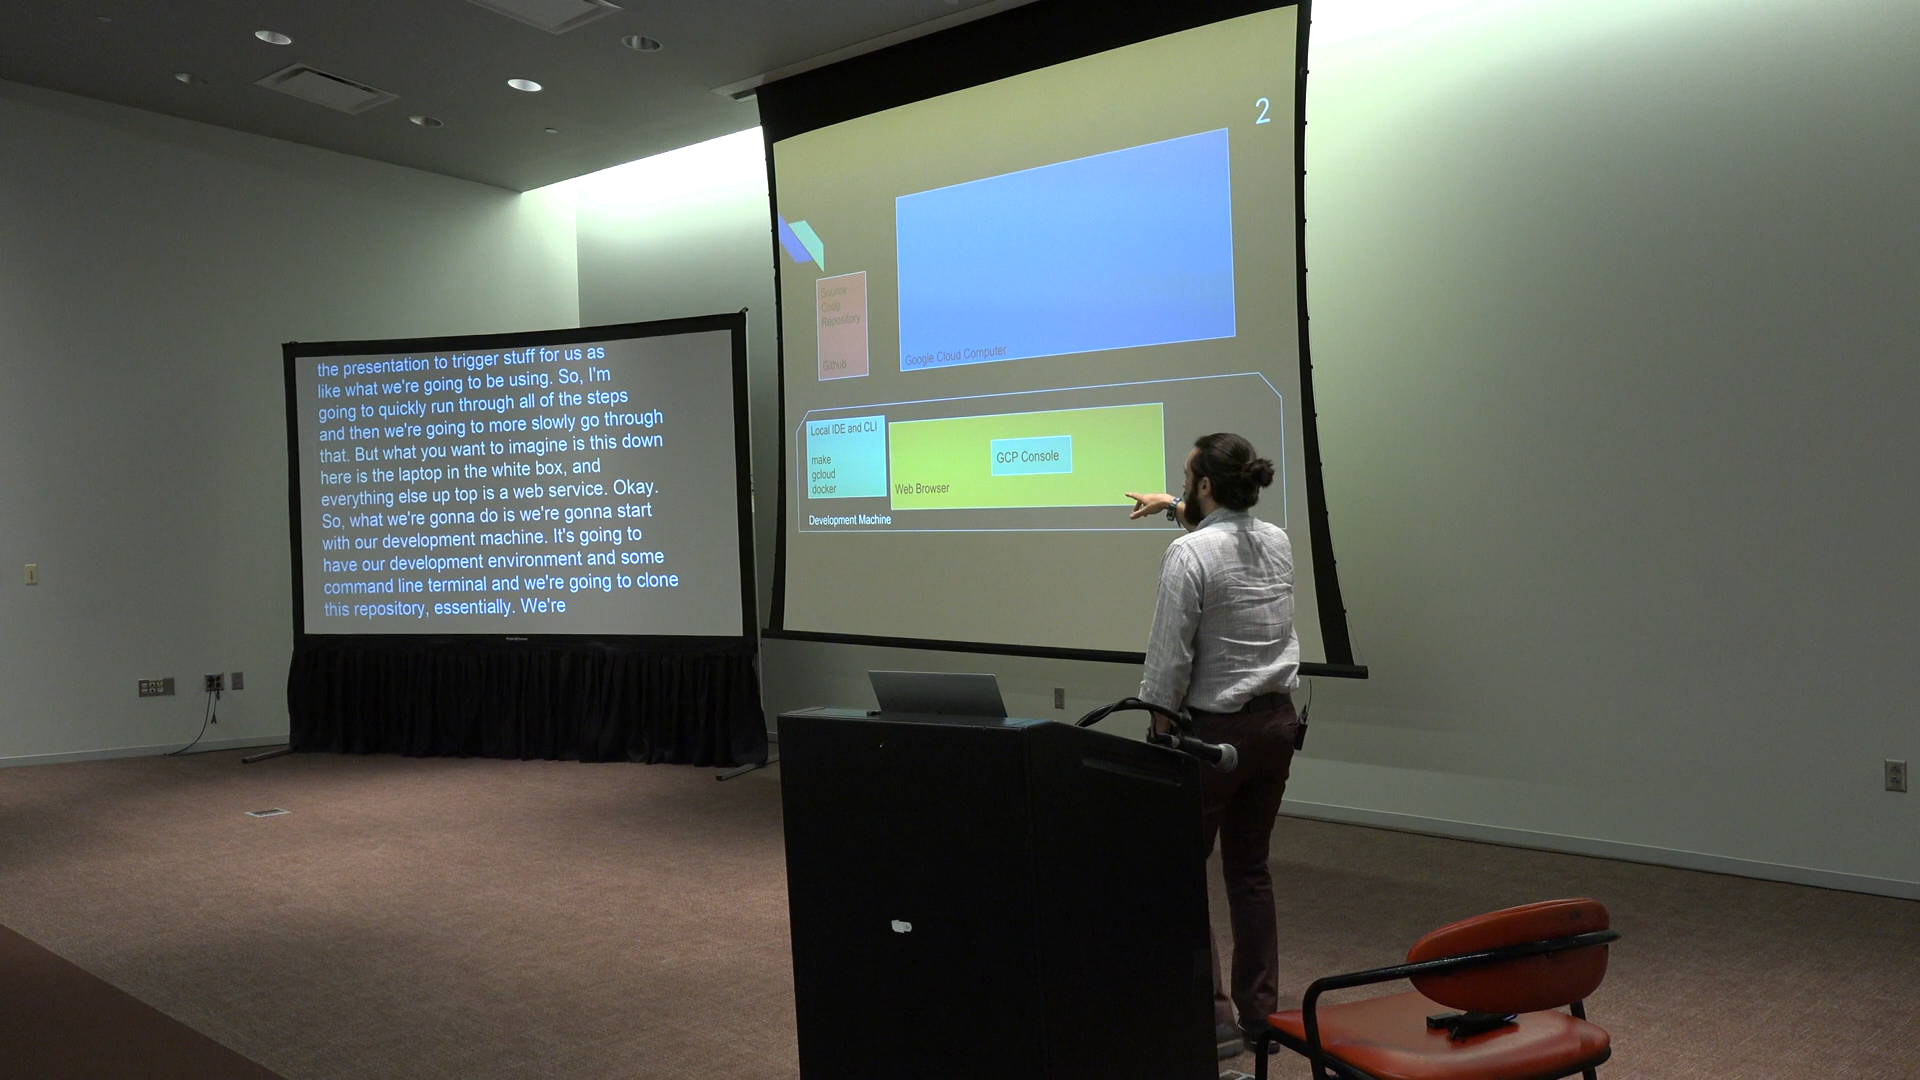 the presentation to trigger stuff for us as
like what we're going to be using. So, I'm
going to quickly run through all of the steps
and then we're going to more slowly go through
that. But what you want to imagine is this down
here is the laptop in the white box, and
everything else up top is a web service. Okay.
So, what we're gonna do is we're gonna start
with our development machine. It's going to
have our development environment and some
command line terminal and we're going to clone
this repository, essentially. We're
2
Source
Code
Repository
Github
Google Cloud Computer
Local IDE and CLI
make
gcloud
docker
GCP Console
Web Browser
Development Machine